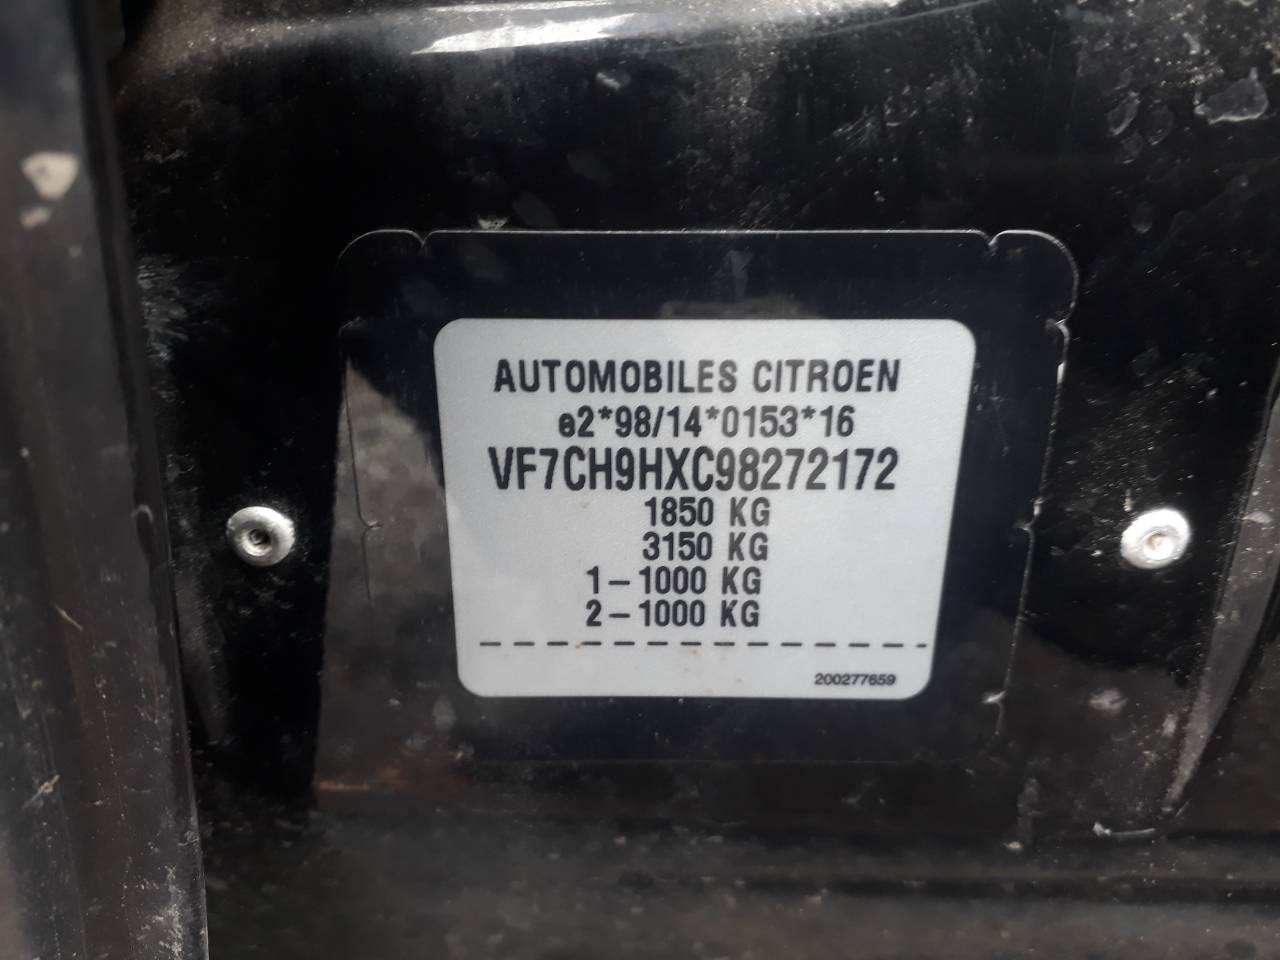 AUTOMOBILES CITROEN
e2*98/14*0153*16
VF7CH9HXC98272172
1850 KG
3150 KG
1-1000 KG
2-1000 KG
200277659